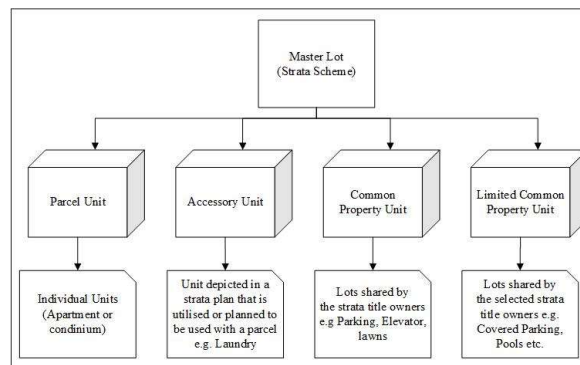 Master Lot
(Strata Scheme)
Parcel Unit
Accessory Unit
Common
Property Unit
Limited Common
Property Unit
Individual Units
(Apartment or
condinium)
Unit depicted in a
strata plan that is
utilised or planned to
be used with a parcel
e.g. Laundry
Lots shared by
the strata title owners
e.g Parking, Elevator,
lawns
Lots shared by
the selected strata
title owners e.g.
Covered Parking,
Pools etc.